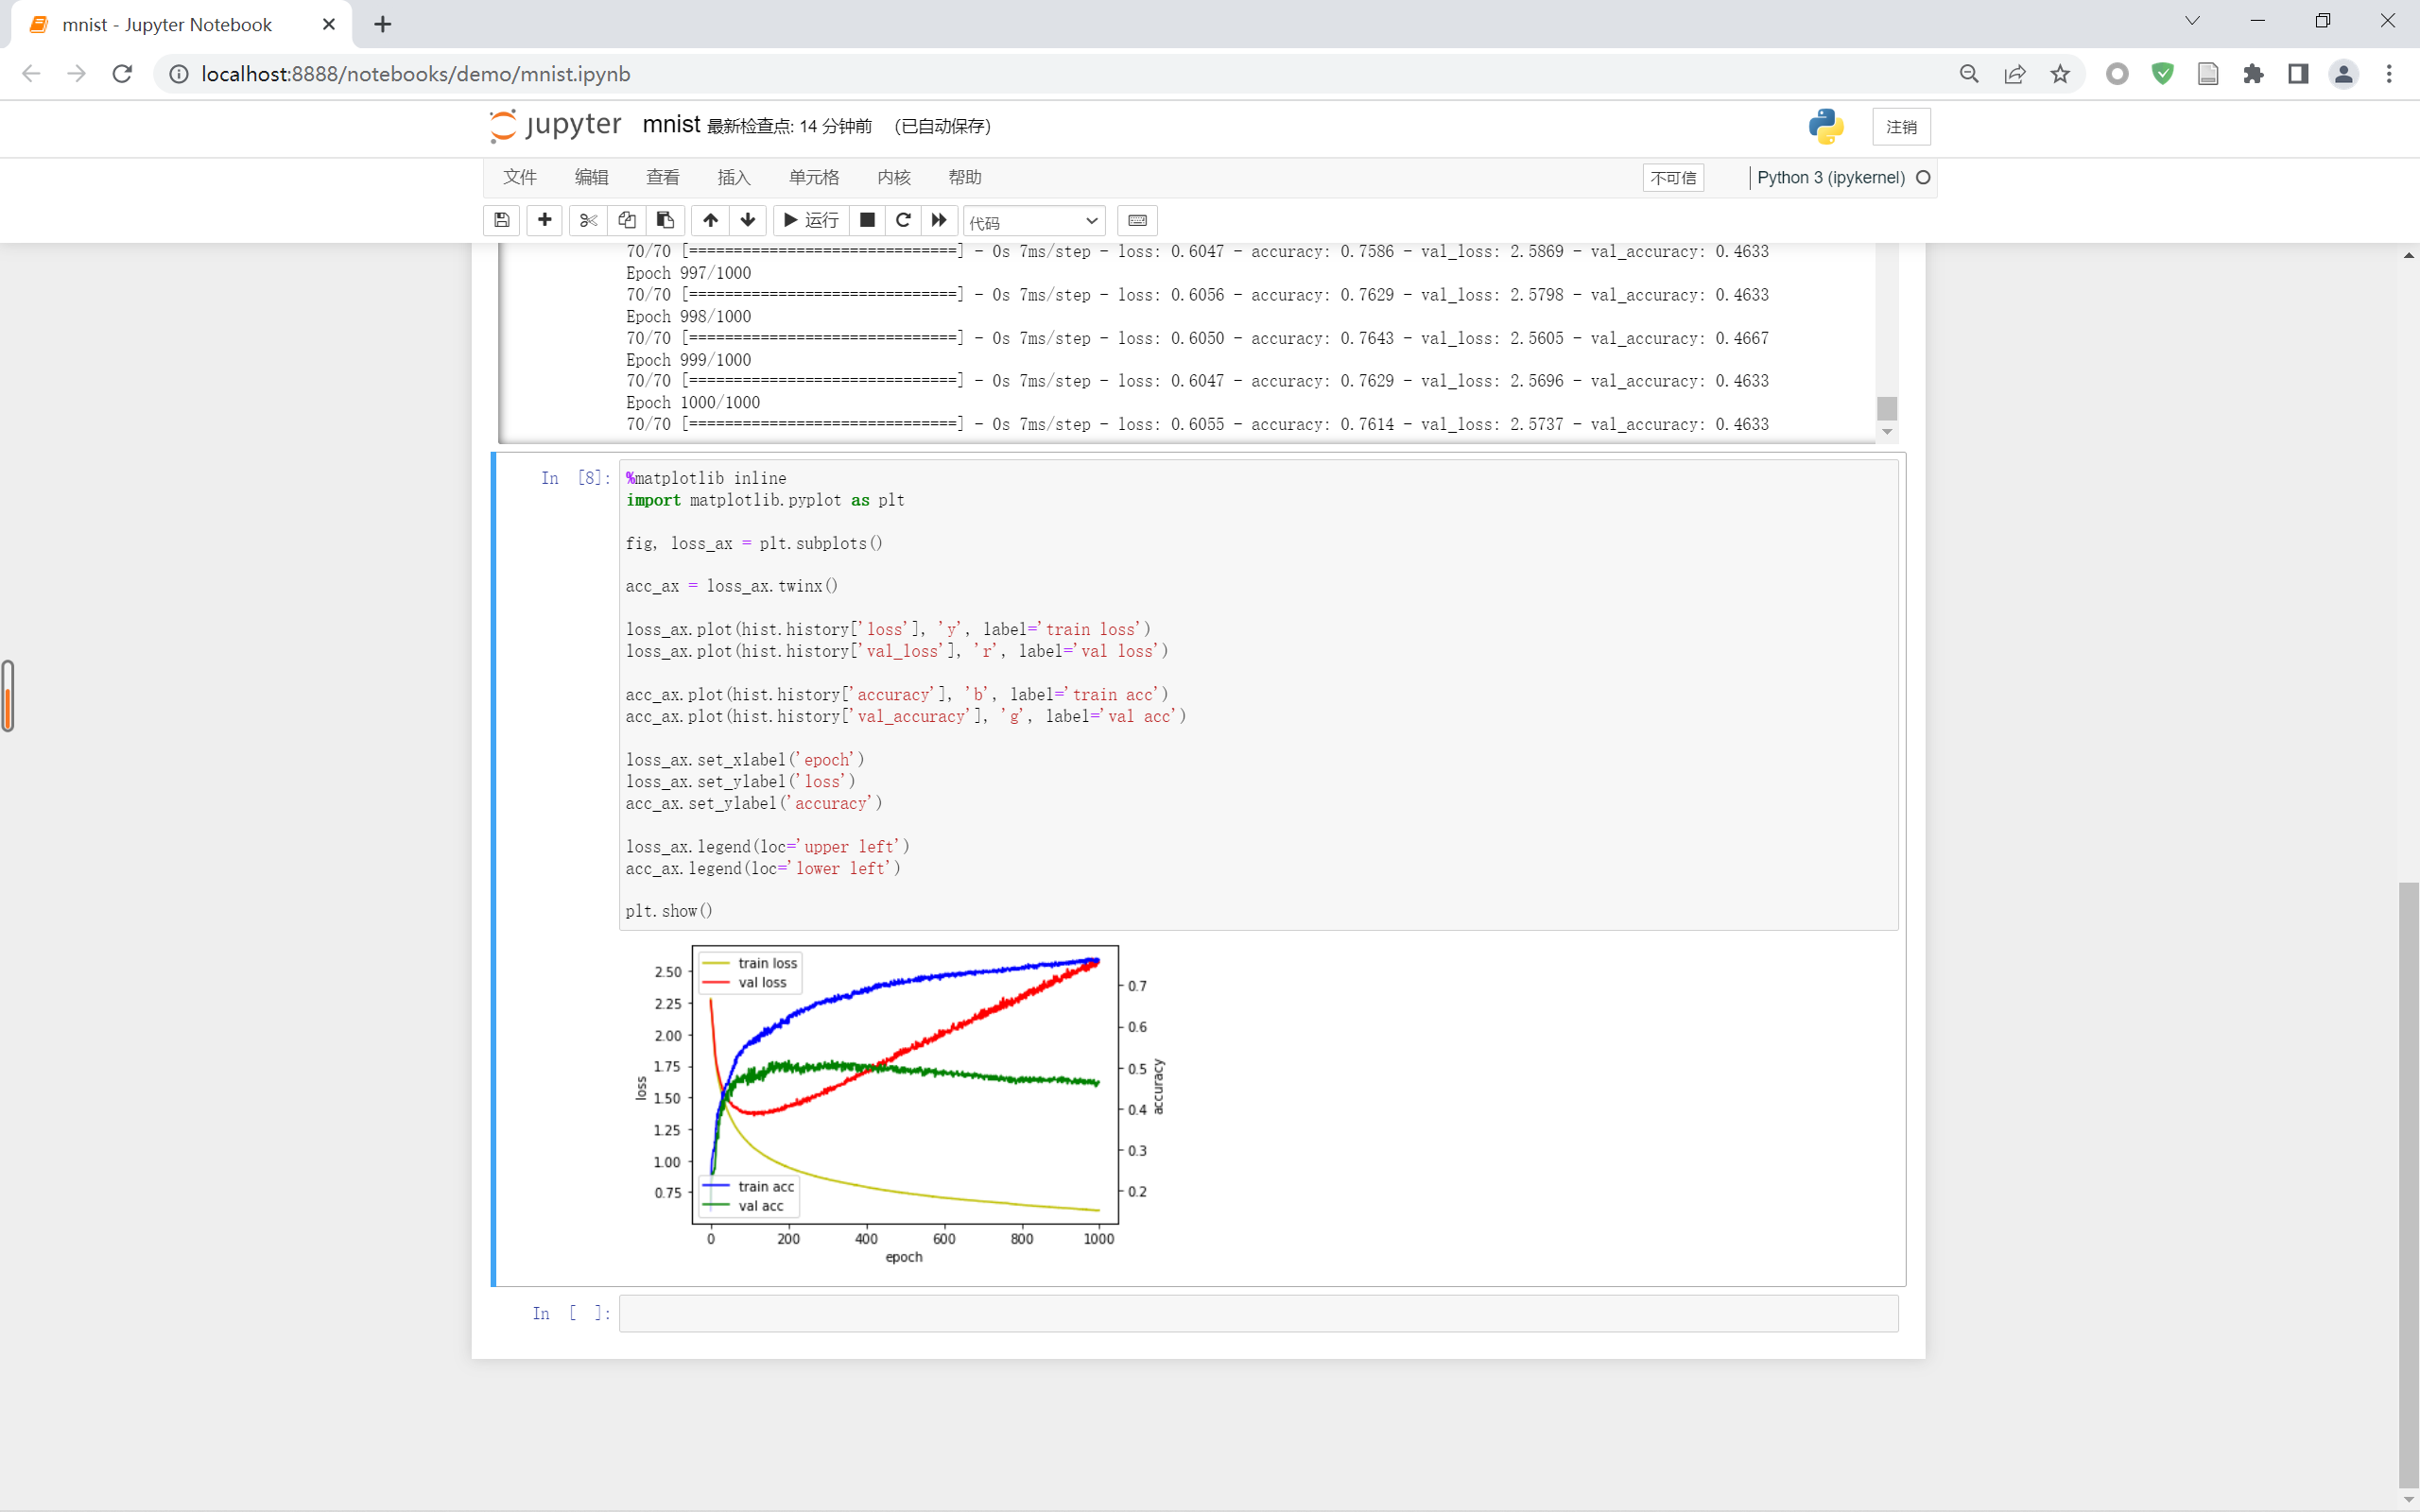 mnist - Jupyter Notebook
localhost:8888/notebooks/demo/mnist.ipynb
jupyter mnist 最新检查点: 14 分钟前 (已自动保存) 注销
文件 编辑 查看 插入 单元格 内核 帮助 不可信 Python 3 (ipykernel)
运行 代码
70/70 [==============================] - 0s 7ms/step - loss: 0.6047 - accuracy: 0.7586 - val_loss: 2.5869 - val_accuracy: 0.4633
Epoch 997/1000
70/70 [==============================] - 0s 7ms/step - loss: 0.6056 - accuracy: 0.7629 - val_loss: 2.5798 - val_accuracy: 0.4633
Epoch 998/1000
70/70 [==============================] - 0s 7ms/step - loss: 0.6050 - accuracy: 0.7643 - val_loss: 2.5605 - val_accuracy: 0.4667
Epoch 999/1000
70/70 [==============================] - 0s 7ms/step - loss: 0.6047 - accuracy: 0.7629 - val_loss: 2.5696 - val_accuracy: 0.4633
Epoch 1000/1000
70/70 [==============================] - 0s 7ms/step - loss: 0.6055 - accuracy: 0.7614 - val_loss: 2.5737 - val_accuracy: 0.4633
In [8]: %matplotlib inline
import matplotlib.pyplot as plt
fig, loss_ax = plt.subplots()
acc_ax = loss_ax.twinx()
loss_ax.plot(hist.history['loss'], 'y', label='train loss')
loss_ax.plot(hist.history['val_loss'], 'r', label='val loss')
acc_ax.plot(hist.history['accuracy'], 'b', label='train acc')
acc_ax.plot(hist.history['val_accuracy'], 'g', label='val acc')
loss_ax.set_xlabel('epoch')
loss_ax.set_ylabel('loss')
acc_ax.set_ylabel('accuracy')
loss_ax.legend(loc='upper left')
acc_ax.legend(loc='lower left')
plt.show()
train loss
val loss
2.50
2.25
2.00
1.75
1.50
1.25
1.00
0.75
loss
0.7
0.6
0.5
0.4
0.3
0.2
accuracy
train acc
val acc
0 200 400 600 800 1000
epoch
In [ ]: